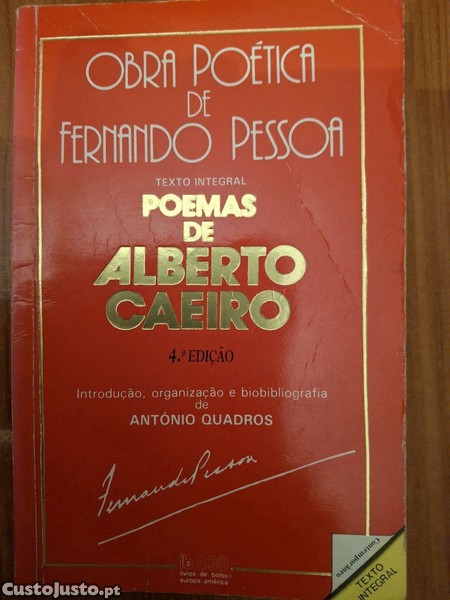 OBRA POÉTICA
DE
FERNANDO PESSOA
TEXTO INTEGRAL
POEMAS
DE
ALBERTO
CAEIRO
4.ª EDIÇÃO
Introdução, organização e biobibliografia
de
ANTÓNIO QUADROS
Fernando Pessoa
livros de bolso
europa-américa
Contemporânea
TEXTO
INTEGRAL
CustoJusto.pt